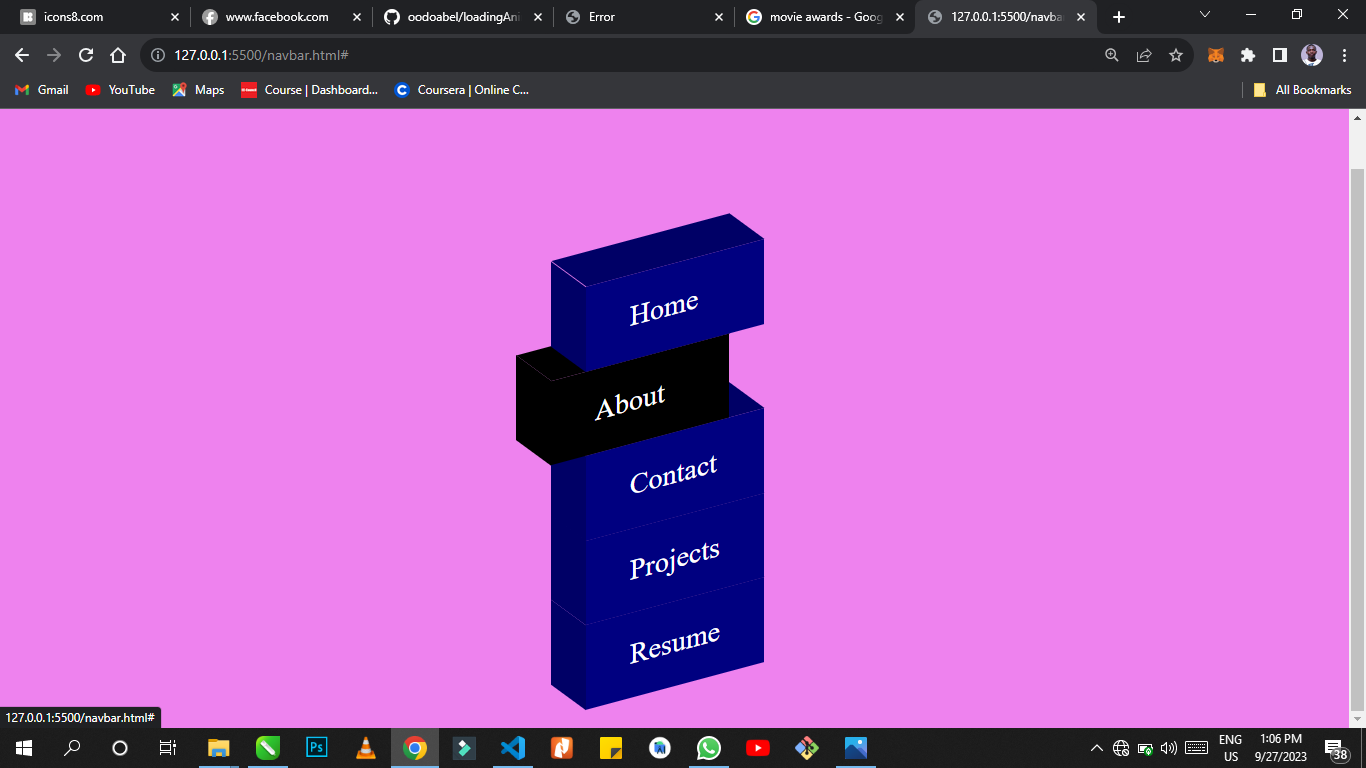 icons8.com
www.facebook.com
oodoabel/loadingAni
Error
movie awards - Goog
127.0.0.1:5500/navba
127.0.0.1:5500/navbar.html#
Gmail
YouTube
Maps
Course | Dashboard...
Coursera | Online C...
All Bookmarks
Home
About
Contact
Projects
Resume
127.0.0.1:5500/navbar.html#
Ps
ENG
US
1:06 PM
9/27/2023
38